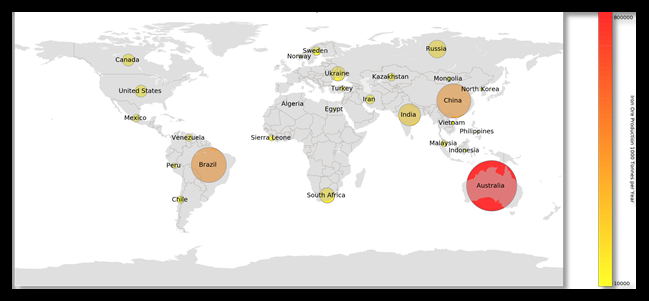 800000
Sweden
Norway
Russia
Canada
Ukraine
Kazakhstan
Mongolia
United States
Turkey
North Korea
Iran
China
Algeria
Egypt
Mexico
India
Vietnam
Philippines
Venezuela
Sierra Leone
Malaysia
Indonesia
Peru
Brazil
Australia
Chile
South Africa
Iron Ore Production 1000 Tonnes per Year
10000